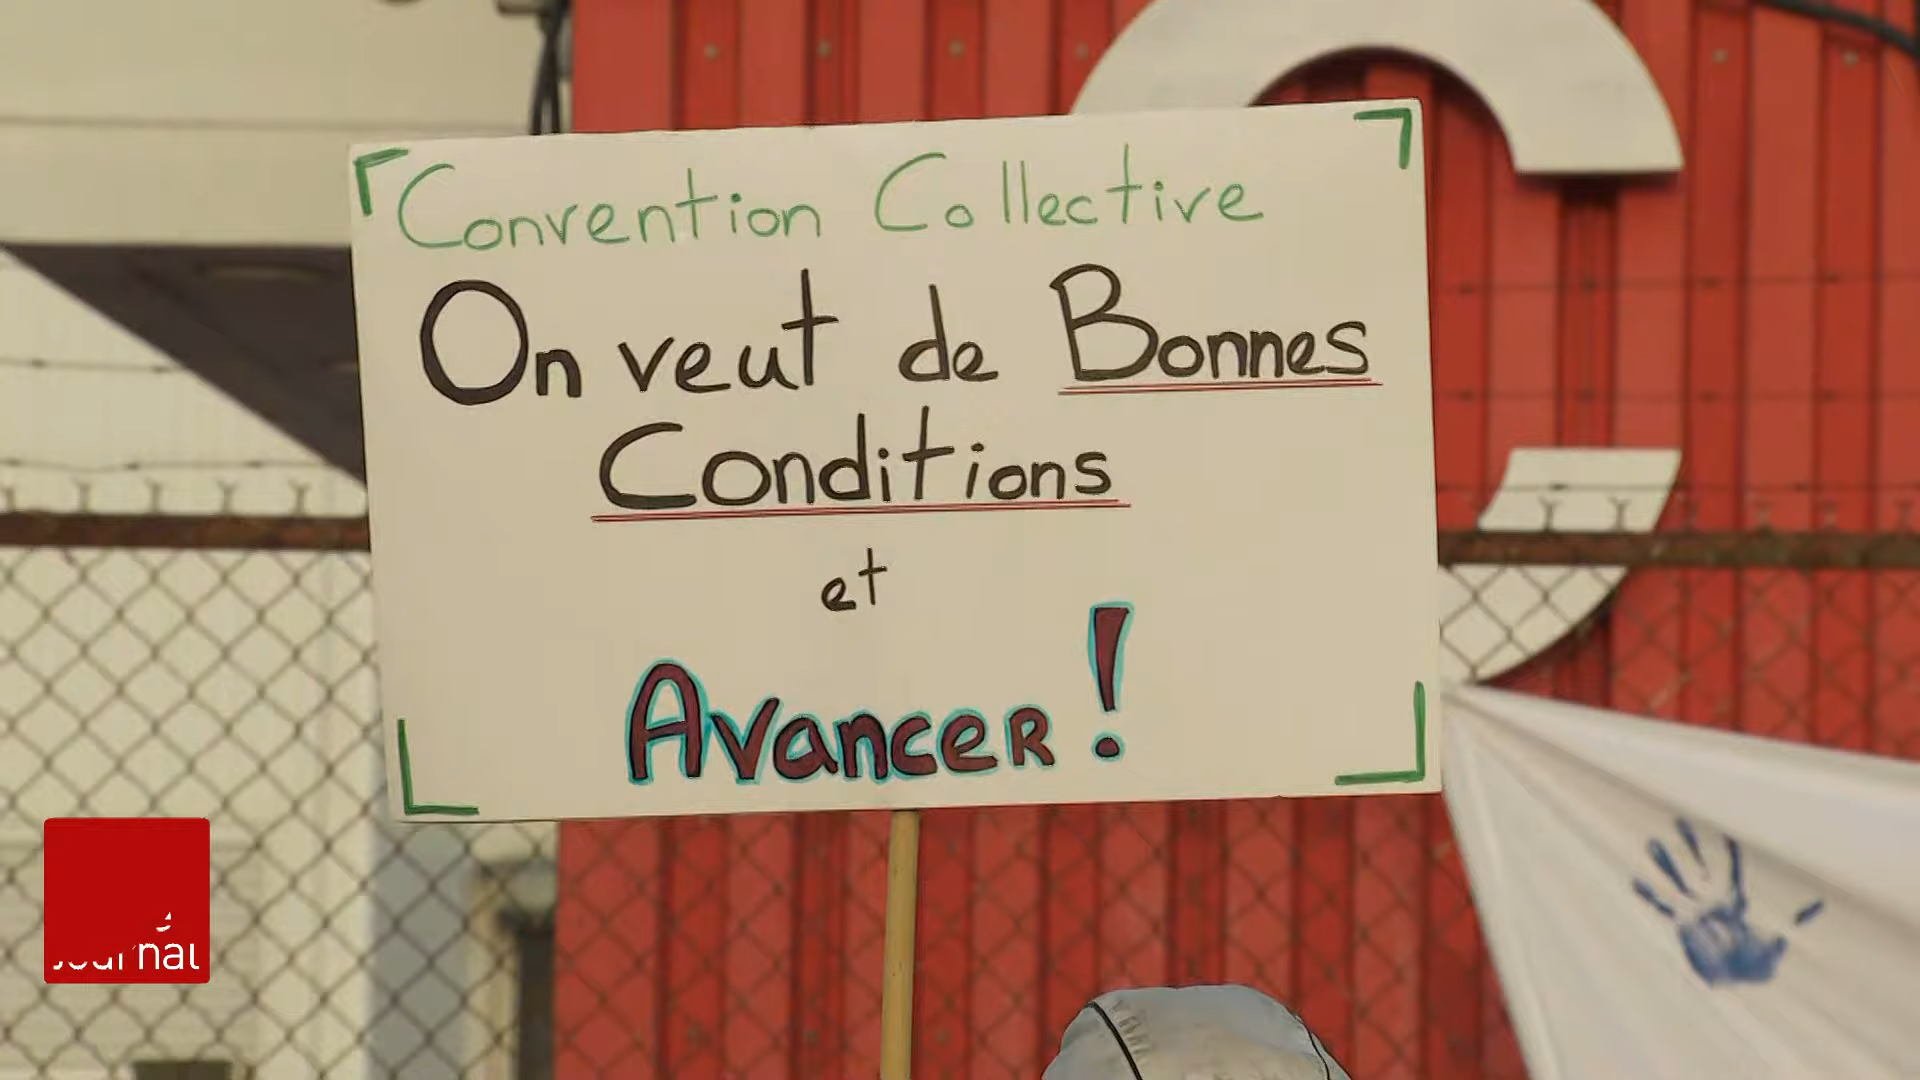 Convention Collective
On veut de Bonnes
Conditions
et
AvanceR !